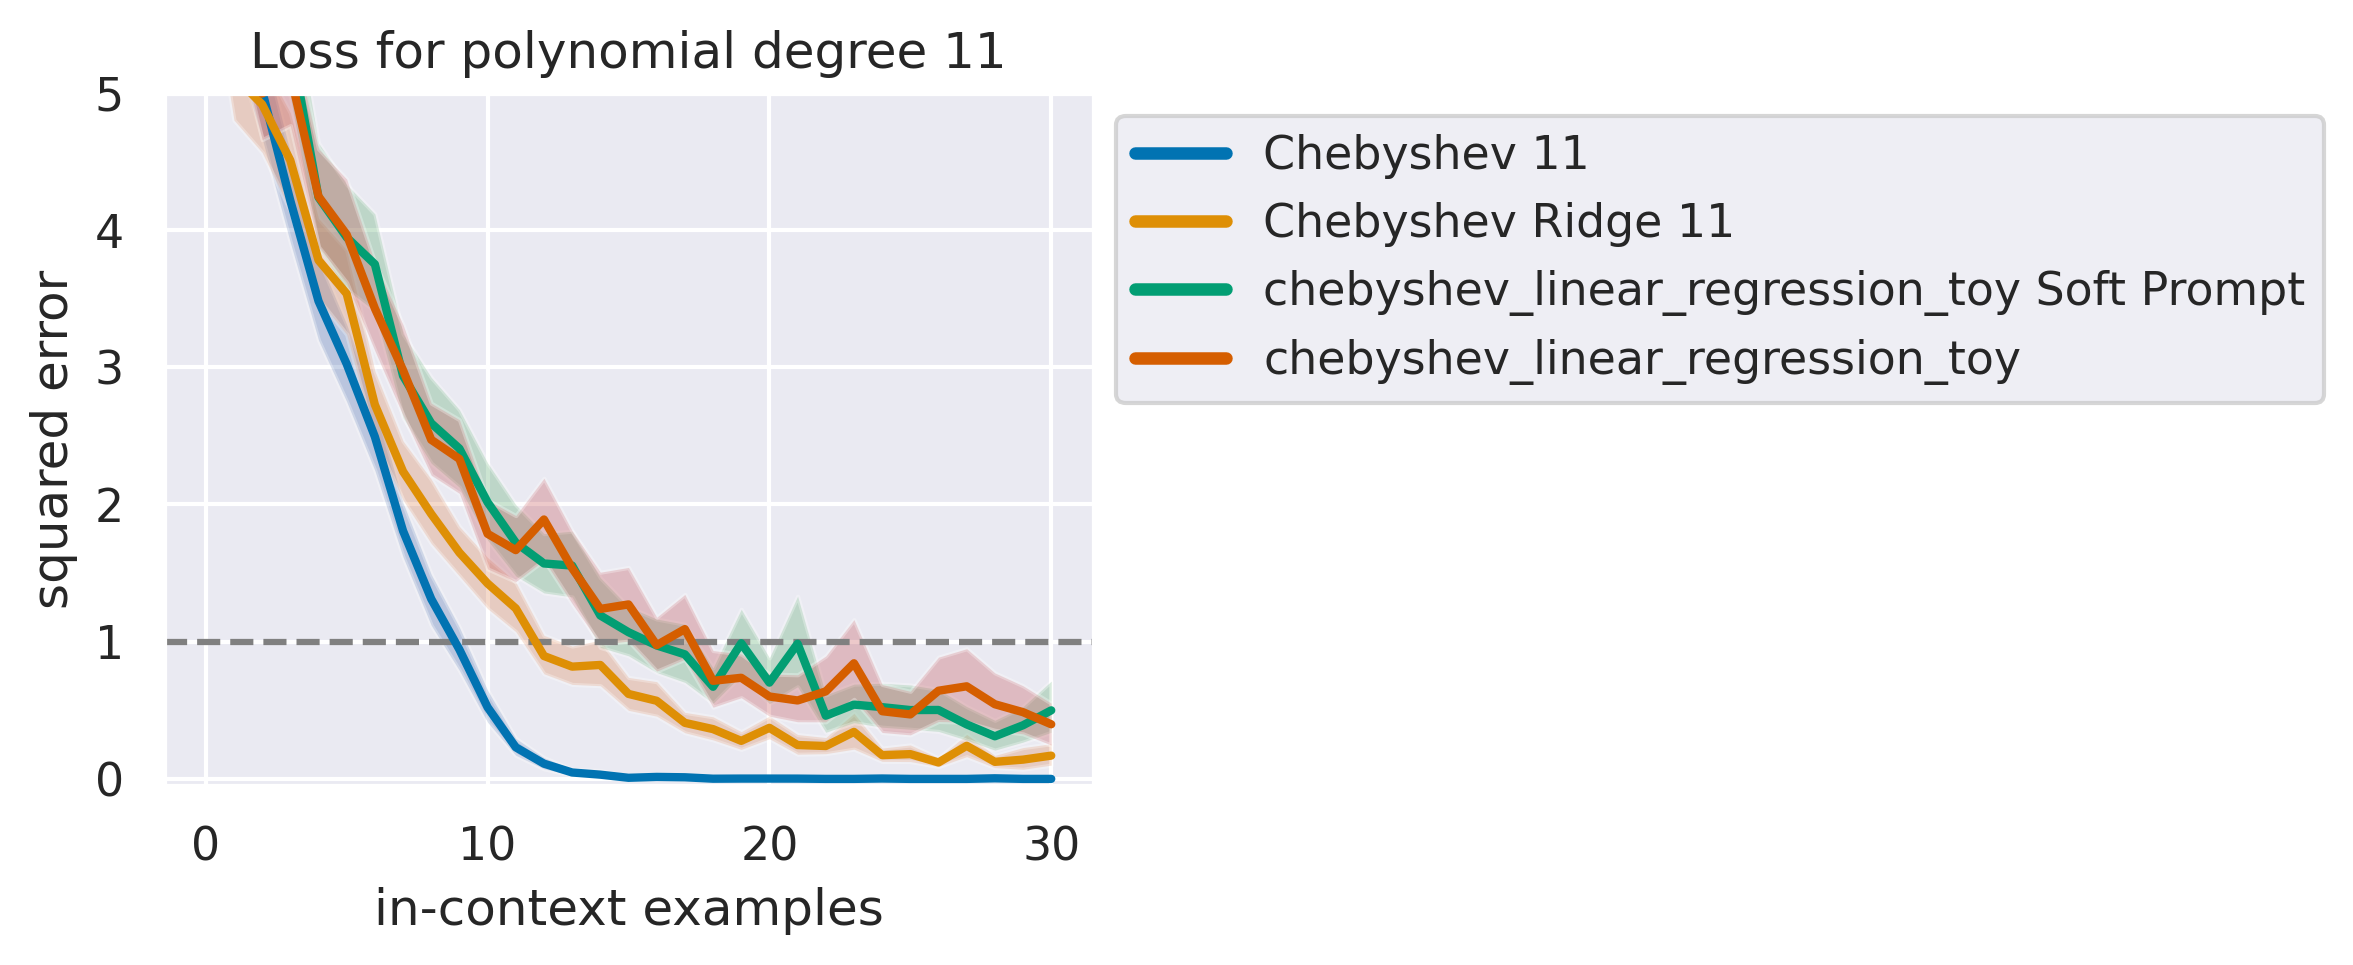 Loss for polynomial degree 11
5
4
3
2
1
0
squared error
0 10 20 30
in-context examples
Chebyshev 11
Chebyshev Ridge 11
chebyshev_linear_regression_toy Soft Prompt
chebyshev_linear_regression_toy